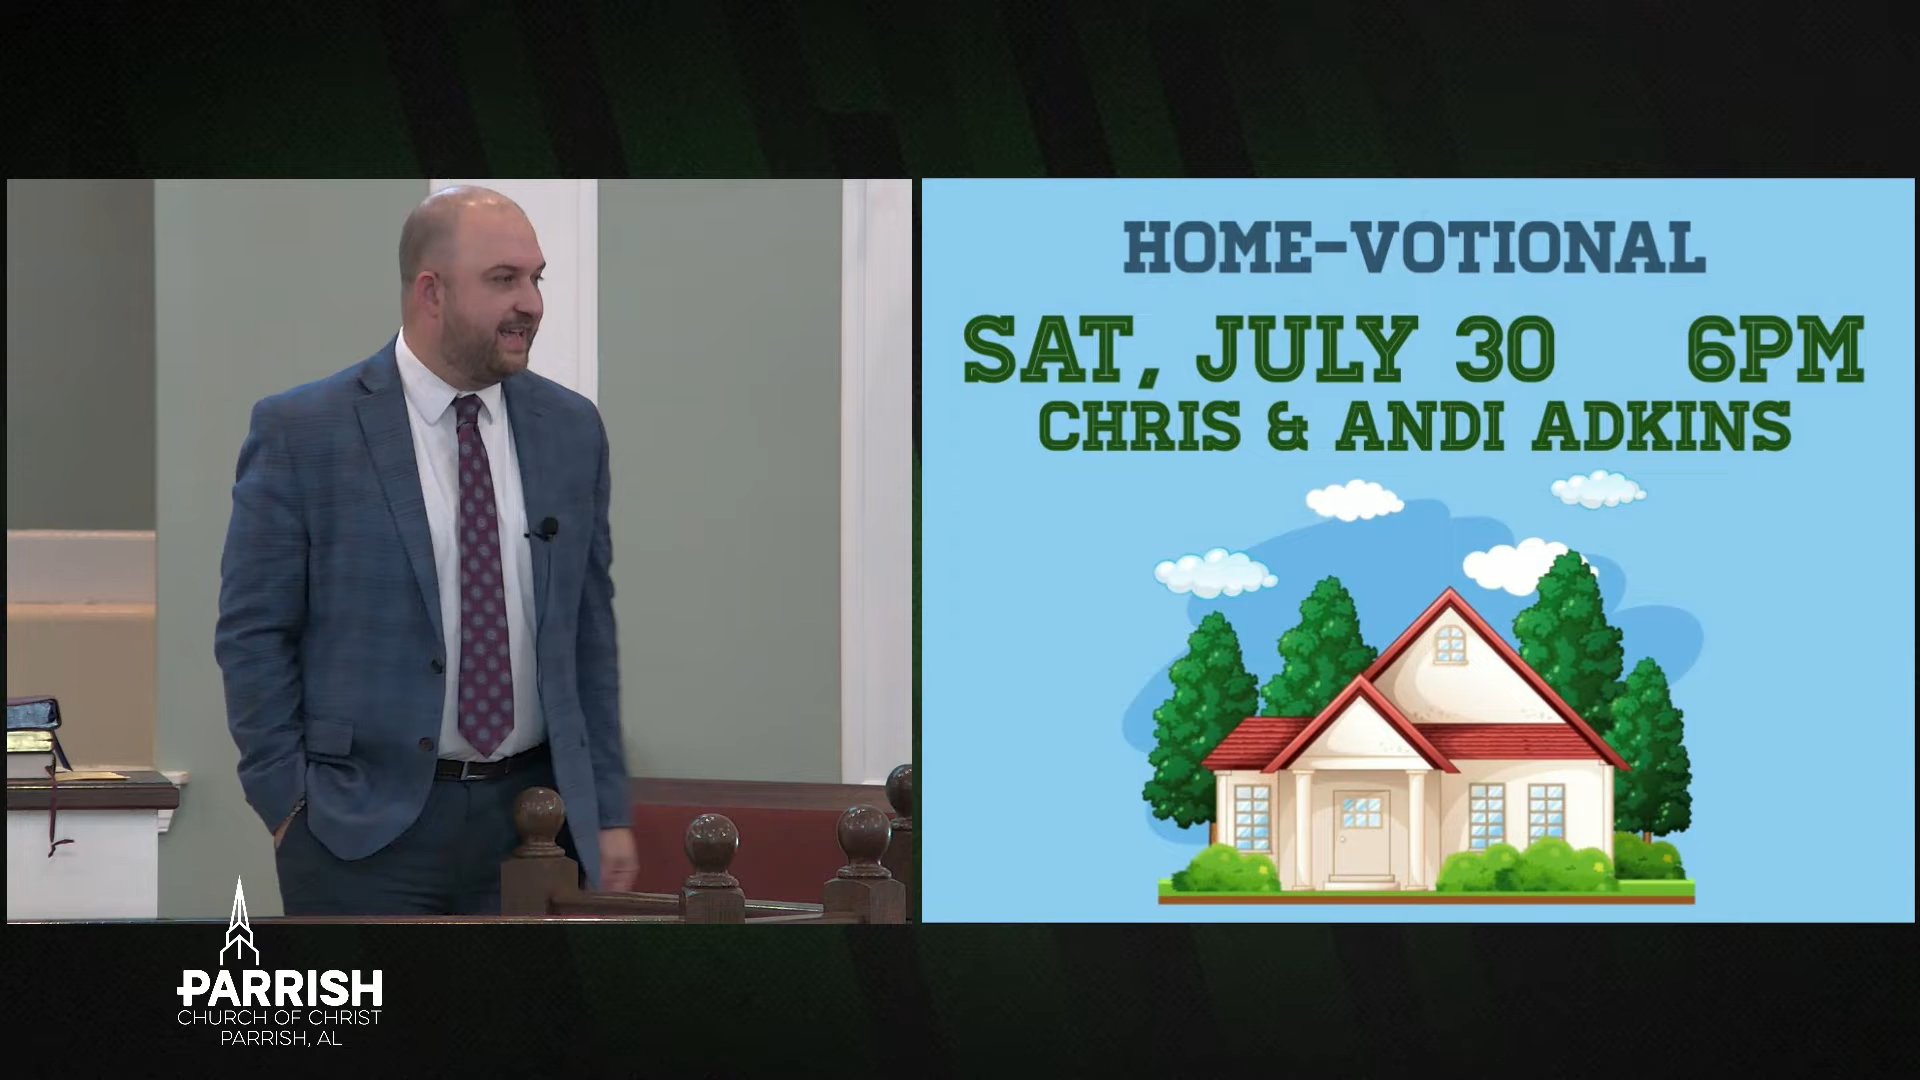 HOME-VOTIONAL
SAT, JULY 30 6PM
CHRIS & ANDI ADKINS
PARRISH
CHURCH OF CHRIST
PARRISH, AL